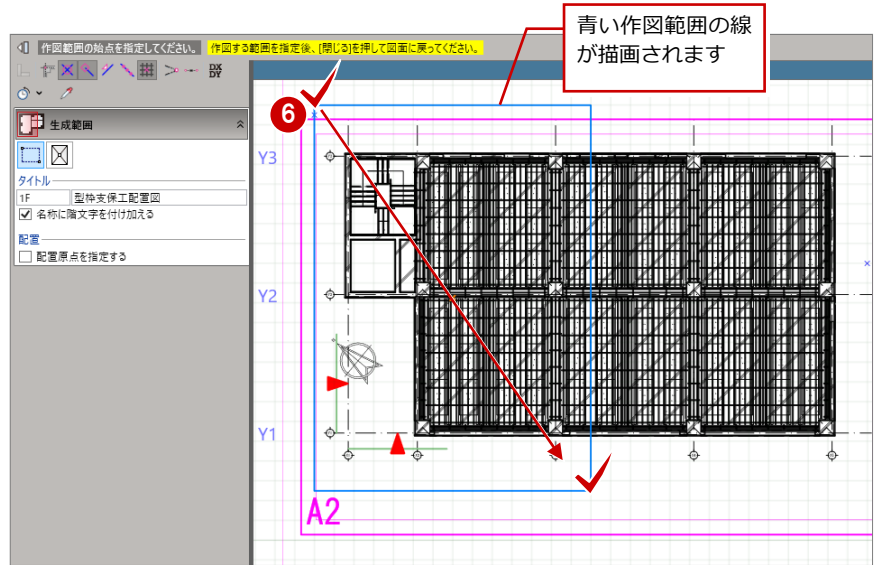 青い作図範囲の線
が描画されます
作図範囲の始点を指定してください。 作図する範囲を指定後、[閉じる]を押して図面に戻ってください。
DX
DY
6
生成範囲
タイトル
1F 型枠支保工配置図
名称に階文字を付け加える
配置
配置原点を指定する
Y3
Y2
Y1
A2